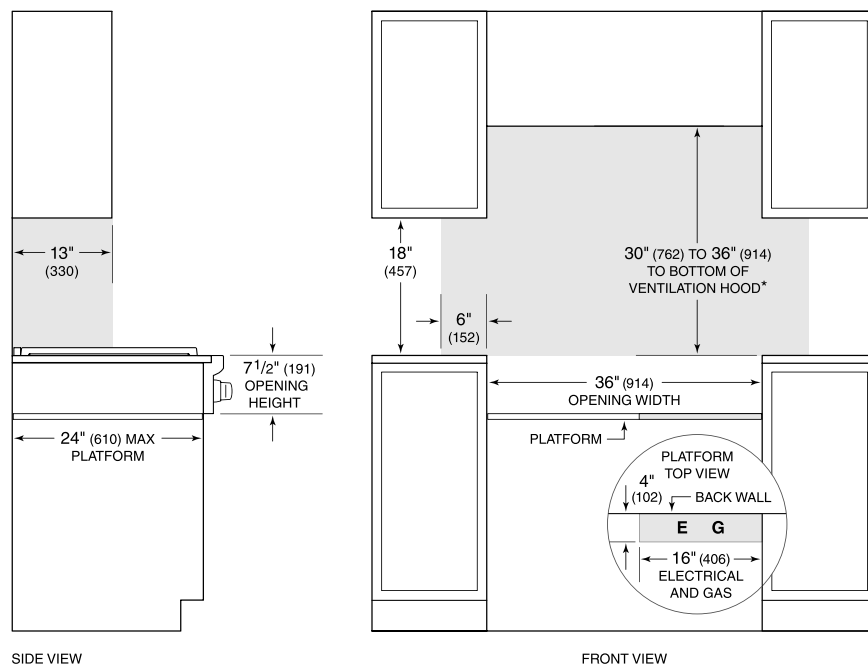 13"
(330)
7 1/2" (191)
OPENING
HEIGHT
24" (610) MAX
PLATFORM
SIDE VIEW
18"
(457)
30" (762) TO 36" (914)
TO BOTTOM OF
VENTILATION HOOD*
6"
(152)
36" (914)
OPENING WIDTH
PLATFORM
PLATFORM
TOP VIEW
4"
(102)
BACK WALL
E G
16" (406)
ELECTRICAL
AND GAS
FRONT VIEW